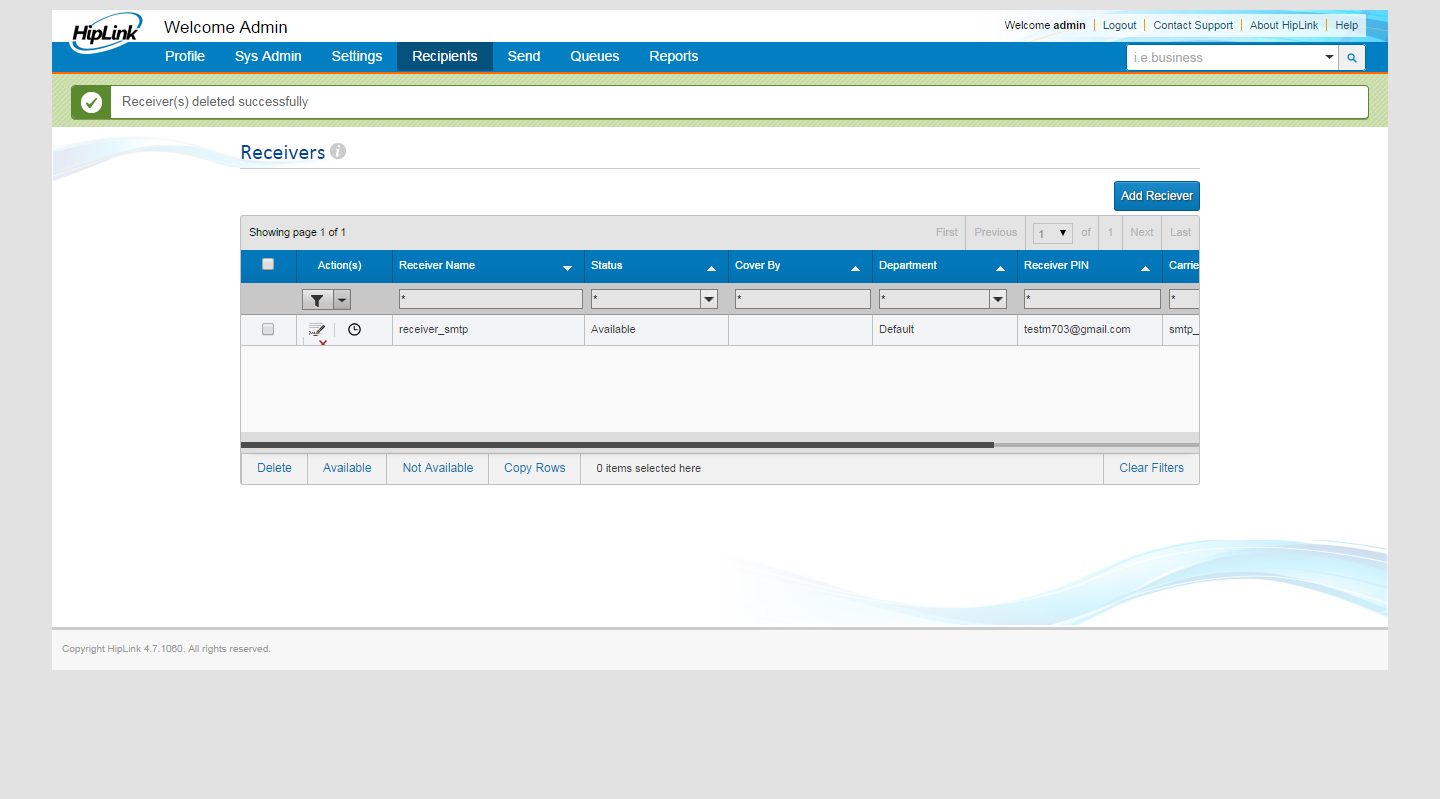 HipLink Welcome Admin Welcome admin Logout Contact Support About HipLink Help
Profile Sys Admin Settings Recipients Send Queues Reports i.e.business
Receiver(s) deleted successfully
Receivers i
Add Reciever
Showing page 1 of 1 First Previous 1 of 1 Next Last
Action(s) Receiver Name Status Cover By Department Receiver PIN Carrie
* * * * * *
receiver_smtp Available Default testm703@gmail.com smtp_
Delete Available Not Available Copy Rows 0 items selected here Clear Filters
Copyright HipLink 4.7.1060. All rights reserved.